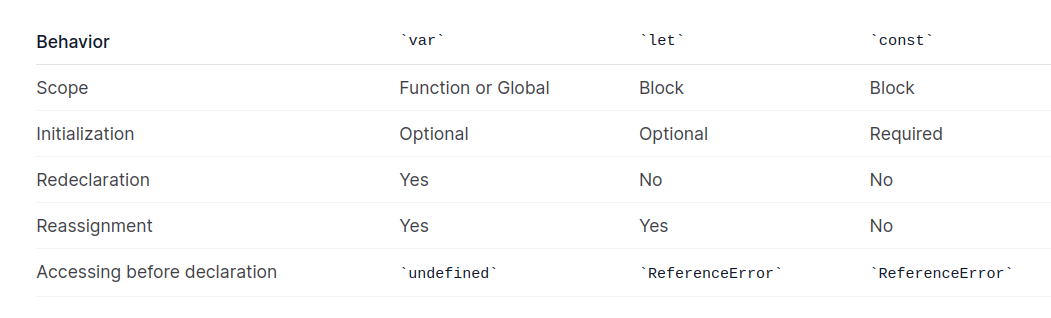 Behavior `var` `let` `const`
Scope Function or Global Block Block
Initialization Optional Optional Required
Redeclaration Yes No No
Reassignment Yes Yes No
Accessing before declaration `undefined` `ReferenceError` `ReferenceError`